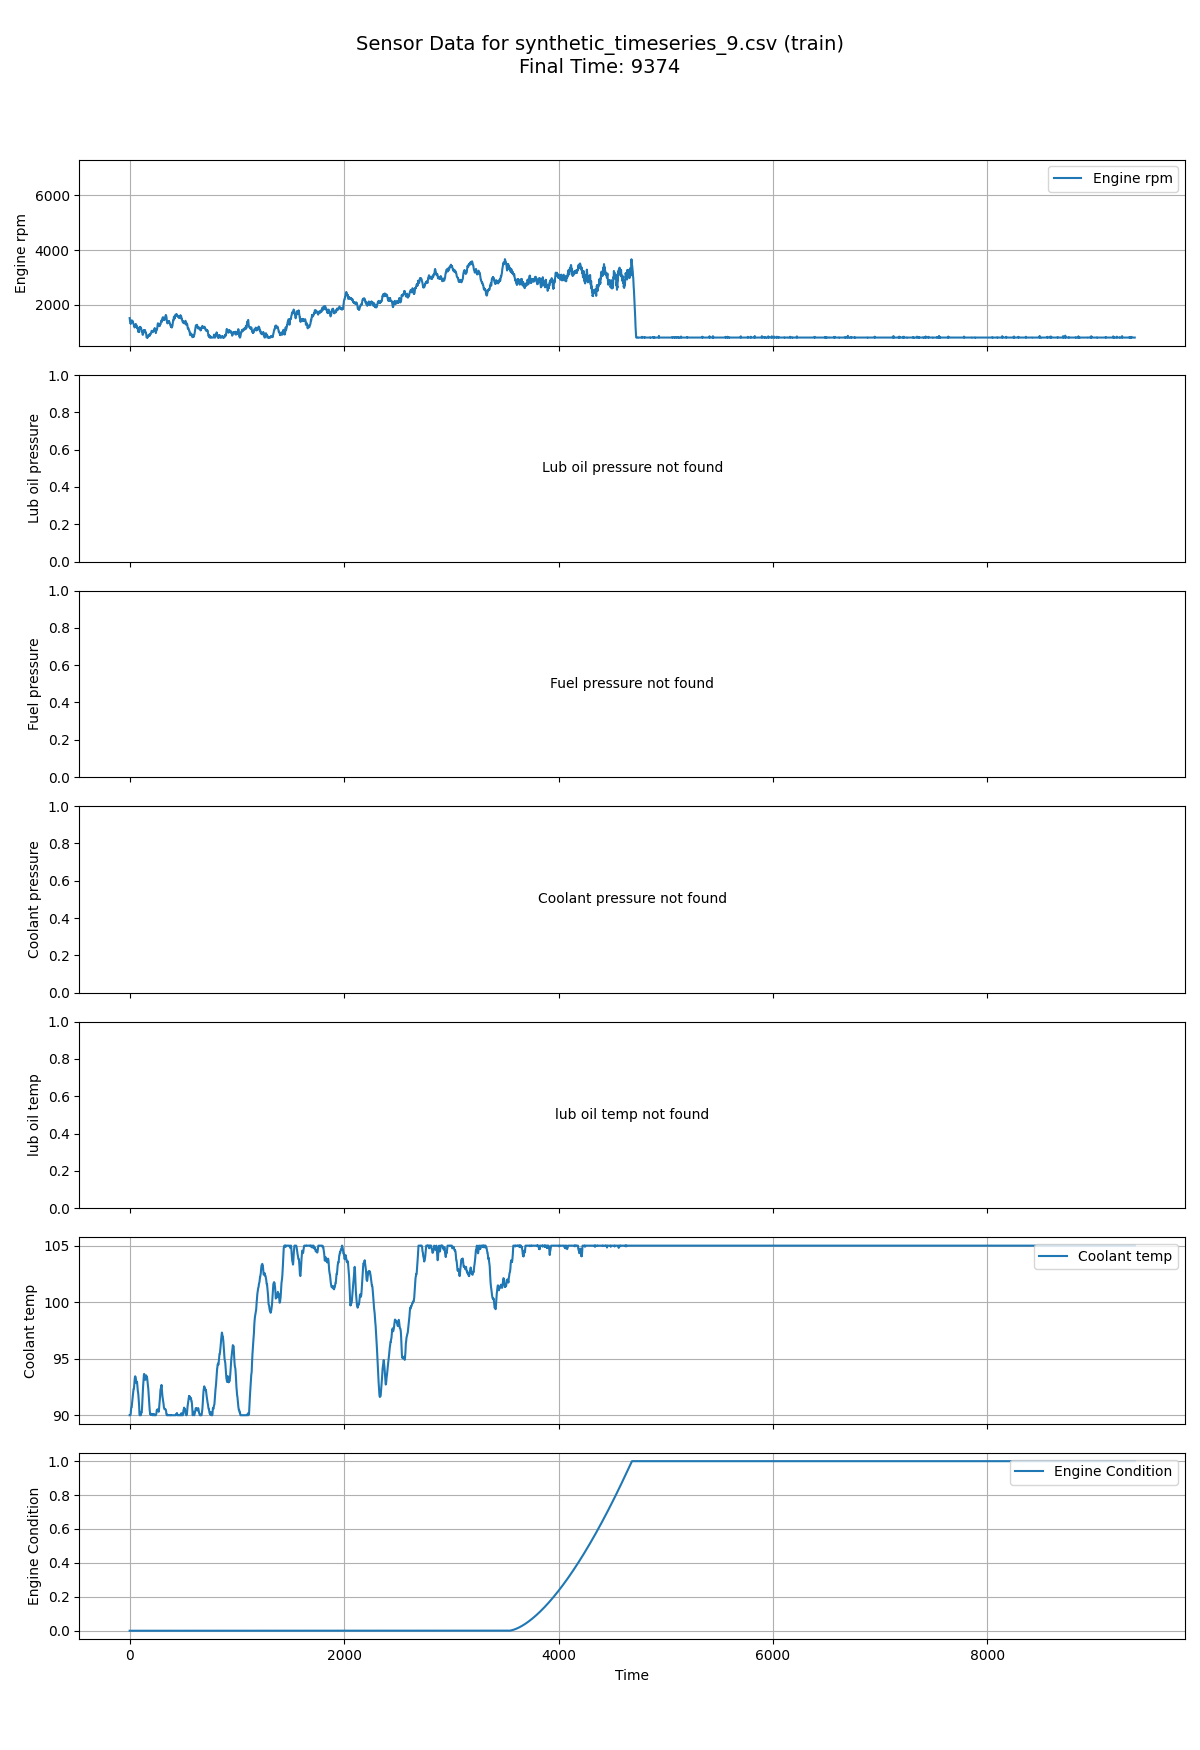 Sensor Data for synthetic_timeseries_9.csv (train)
Final Time: 9374
Engine rpm
6000
4000
2000
Engine rpm
Lub oil pressure
1.0
0.8
0.6
0.4
0.2
0.0
Lub oil pressure not found
Fuel pressure
1.0
0.8
0.6
0.4
0.2
0.0
Fuel pressure not found
Coolant pressure
1.0
0.8
0.6
0.4
0.2
0.0
Coolant pressure not found
lub oil temp
1.0
0.8
0.6
0.4
0.2
0.0
lub oil temp not found
Coolant temp
105
100
95
90
Coolant temp
Engine Condition
1.0
0.8
0.6
0.4
0.2
0.0
Engine Condition
0 2000 4000 6000 8000
Time